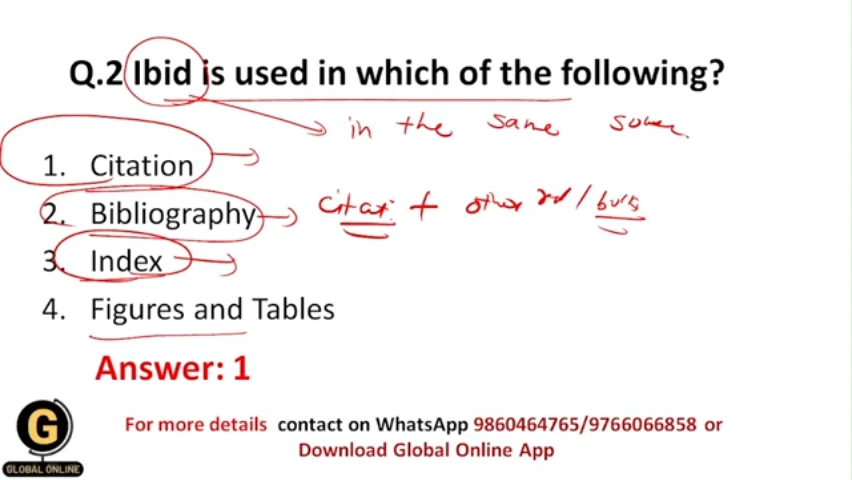 Q.2 Ibid is used in which of the following?
in the same
1. Citation
2. Bibliography
citat. + other /
3. Index
4. Figures and Tables
Answer: 1
G
GLOBAL ONLINE
For more details contact on WhatsApp 9860464765/9766066858 or
Download Global Online App